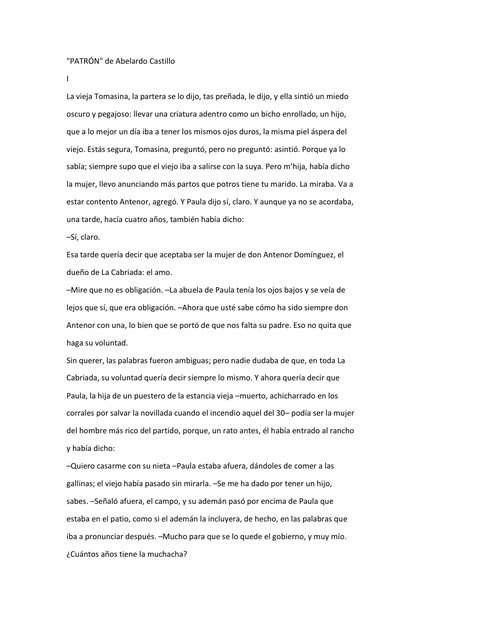 "PATRÓN" de Abelardo Castillo
I
La vieja Tomasina, la partera se lo dijo, tas preñada, le dijo, y ella sintió un miedo
oscuro y pegajoso: llevar una criatura adentro como un bicho enrollado, un hijo,
que a lo mejor un día iba a tener los mismos ojos duros, la misma piel áspera del
viejo. Estás segura, Tomasina, preguntó, pero no preguntó: asintió. Porque ya lo
sabía; siempre supo que el viejo iba a salirse con la suya. Pero m'hija, había dicho
la mujer, llevo anunciando más partos que potros tiene tu marido. La miraba. Va a
estar contento Antenor, agregó. Y Paula dijo sí, claro. Y aunque ya no se acordaba,
una tarde, hacía cuatro años, también había dicho:
–Sí, claro.
Esa tarde quería decir que aceptaba ser la mujer de don Antenor Domínguez, el
dueño de La Cabriada: el amo.
–Mire que no es obligación. –La abuela de Paula tenía los ojos bajos y se veía de
lejos que sí, que era obligación. –Ahora que usté sabe cómo ha sido siempre don
Antenor con una, lo bien que se portó de que nos falta su padre. Eso no quita que
haga su voluntad.
Sin querer, las palabras fueron ambiguas; pero nadie dudaba de que, en toda La
Cabriada, su voluntad quería decir siempre lo mismo. Y ahora quería decir que
Paula, la hija de un puestero de la estancia vieja –muerto, achicharrado en los
corrales por salvar la novillada cuando el incendio aquel del 30– podía ser la mujer
del hombre más rico del partido, porque, un rato antes, él había entrado al rancho
y había dicho:
–Quiero casarme con su nieta –Paula estaba afuera, dándoles de comer a las
gallinas; el viejo había pasado sin mirarla. –Se me ha dado por tener un hijo,
sabes. –Señaló afuera, el campo, y su ademán pasó por encima de Paula que
estaba en el patio, como si el ademán la incluyera, de hecho, en las palabras que
iba a pronunciar después. –Mucho para que se lo quede el gobierno, y muy mío.
¿Cuántos años tiene la muchacha?